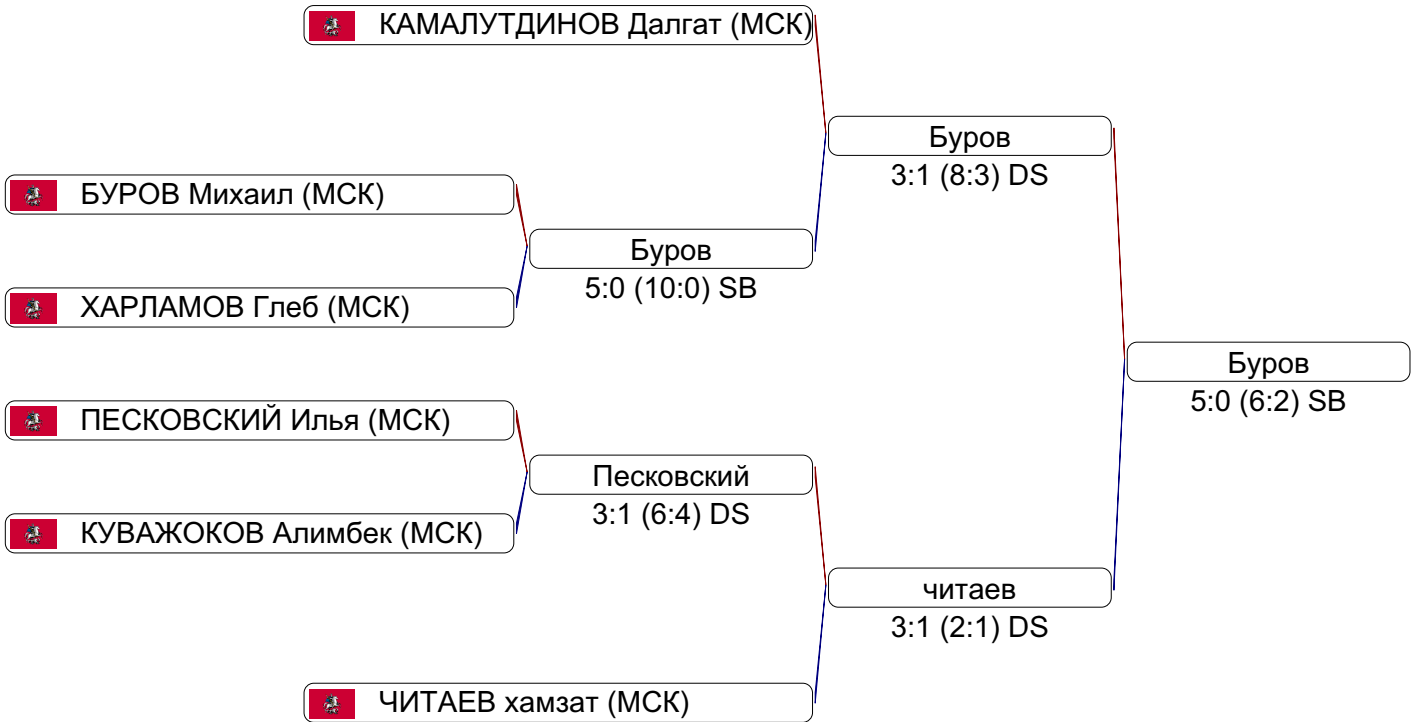 КАМАЛУТДИНОВ Далгат (МСК)
Буров
3:1 (8:3) DS
БУРОВ Михаил (МСК)
Буров
5:0 (10:0) SB
ХАРЛАМОВ Глеб (МСК)
Буров
5:0 (6:2) SB
ПЕСКОВСКИЙ Илья (МСК)
Песковский
3:1 (6:4) DS
КУВАЖОКОВ Алимбек (МСК)
читаев
3:1 (2:1) DS
ЧИТАЕВ хамзат (МСК)